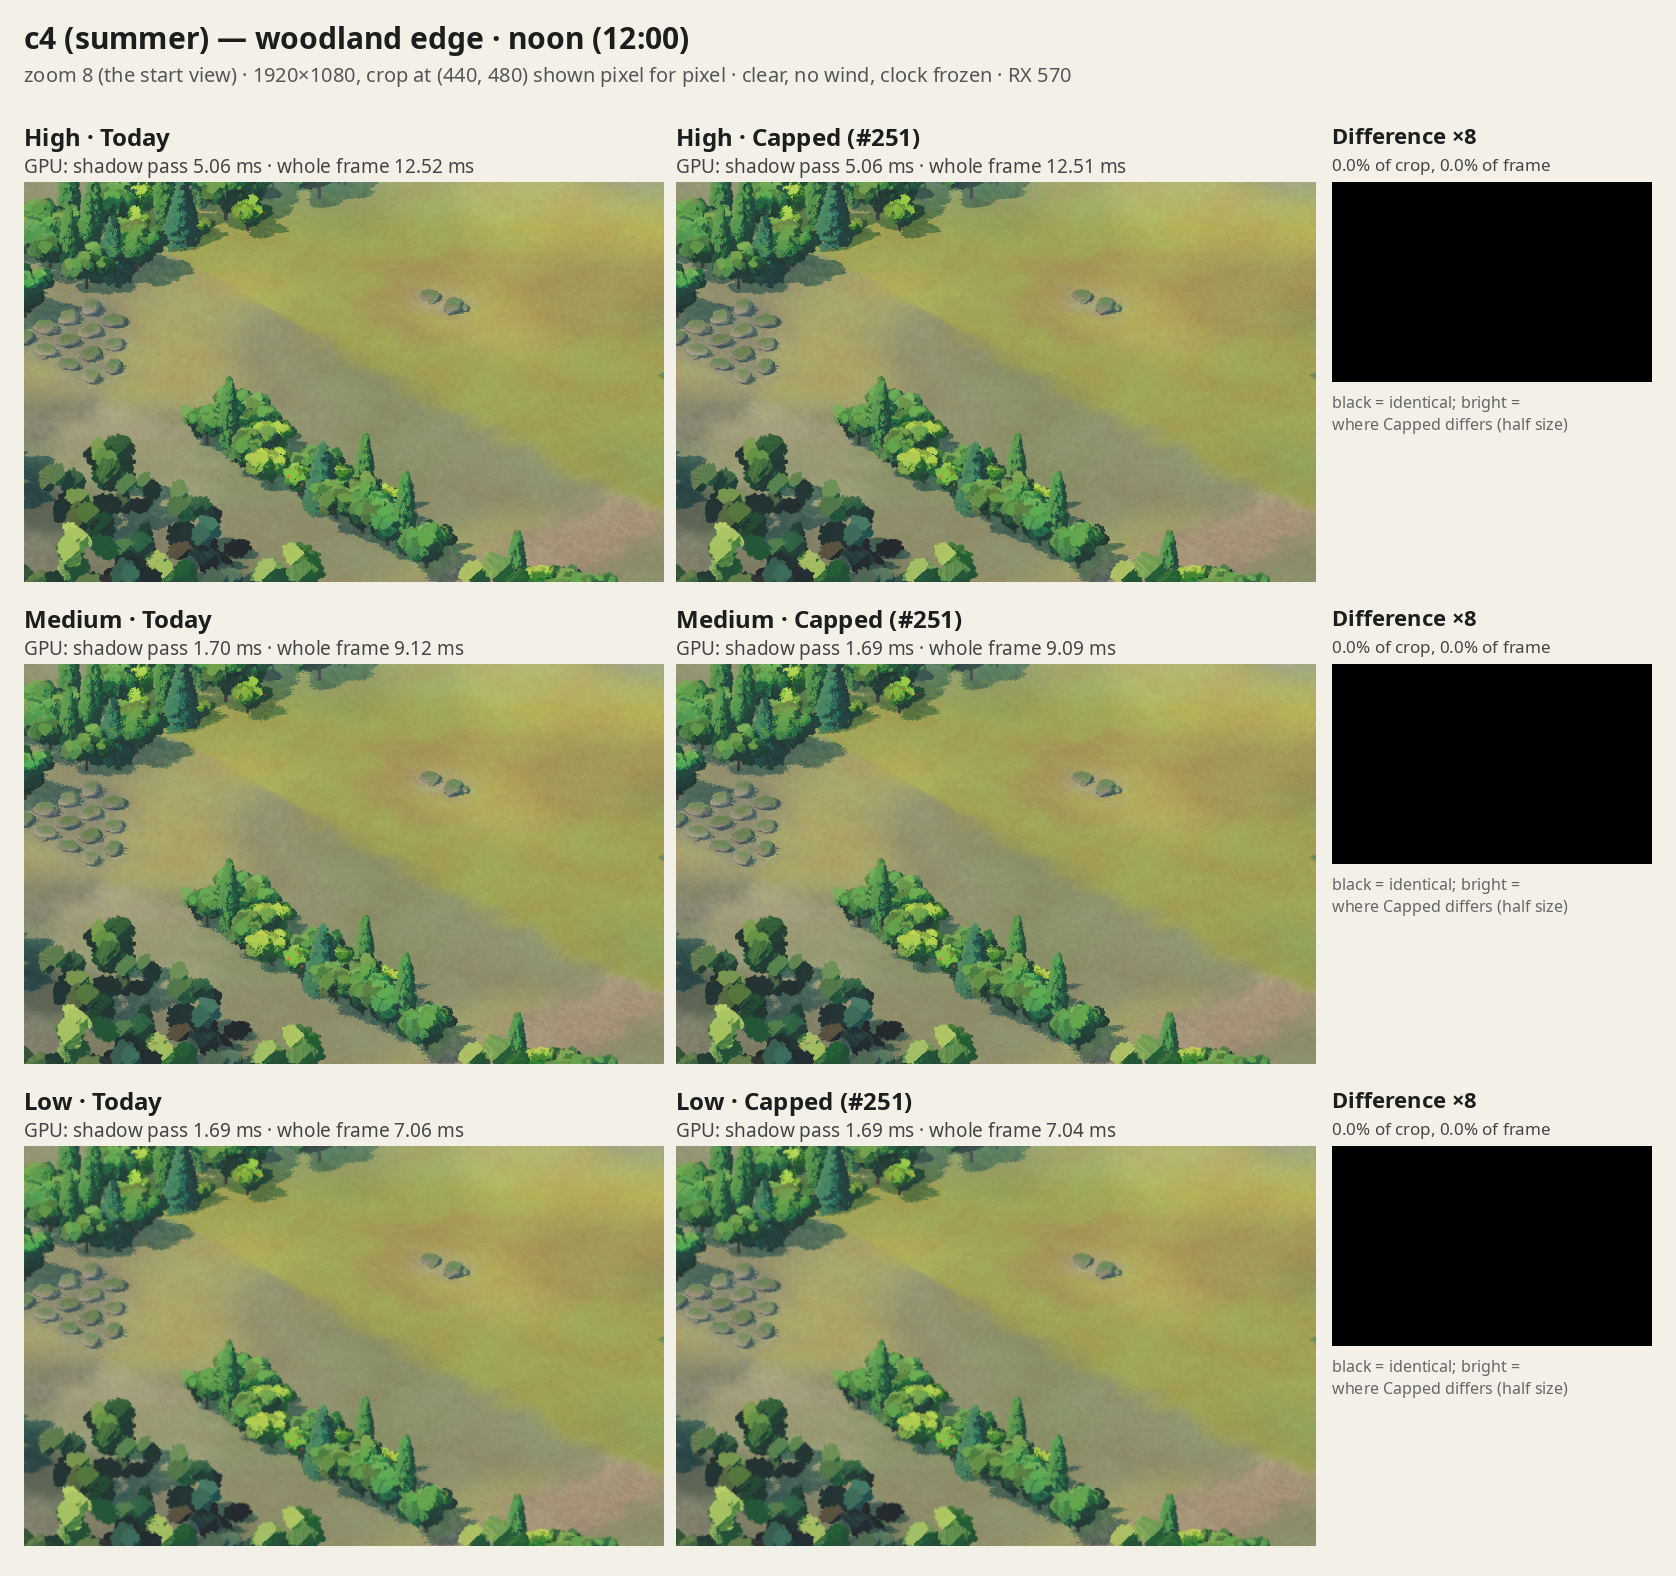 c4 (summer) — woodland edge · noon (12:00)
zoom 8 (the start view) · 1920×1080, crop at (440, 480) shown pixel for pixel · clear, no wind, clock frozen · RX 570
High · Today
GPU: shadow pass 5.06 ms · whole frame 12.52 ms
High · Capped (#251)
GPU: shadow pass 5.06 ms · whole frame 12.51 ms
Difference ×8
0.0% of crop, 0.0% of frame
black = identical; bright =
where Capped differs (half size)
Medium · Today
GPU: shadow pass 1.70 ms · whole frame 9.12 ms
Medium · Capped (#251)
GPU: shadow pass 1.69 ms · whole frame 9.09 ms
Difference ×8
0.0% of crop, 0.0% of frame
black = identical; bright =
where Capped differs (half size)
Low · Today
GPU: shadow pass 1.69 ms · whole frame 7.06 ms
Low · Capped (#251)
GPU: shadow pass 1.69 ms · whole frame 7.04 ms
Difference ×8
0.0% of crop, 0.0% of frame
black = identical; bright =
where Capped differs (half size)